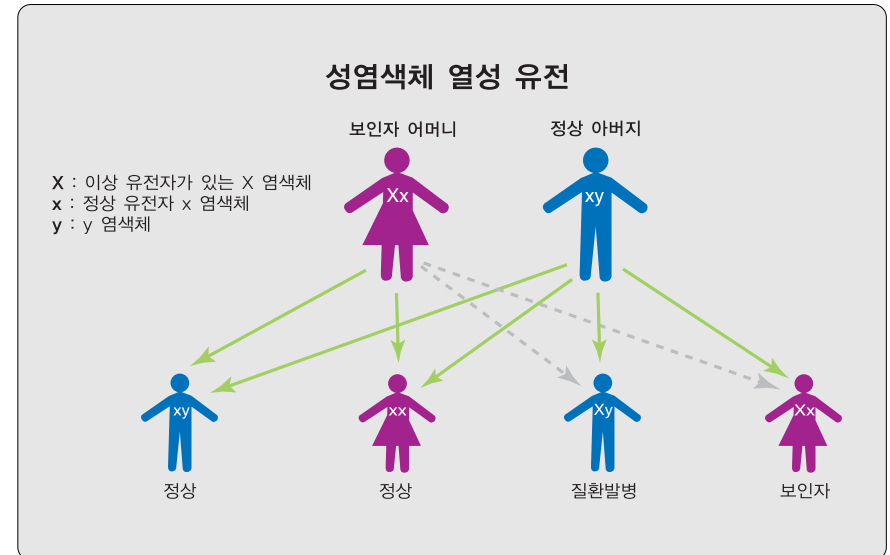 성염색체 열성 유전
보인자 어머니
정상 아버지
X : 이상 유전자가 있는 X 염색체
x : 정상 유전자 x 염색체
y : y 염색체
Xx
xy
xy
xx
Xy
Xx
정상
정상
질환발병
보인자